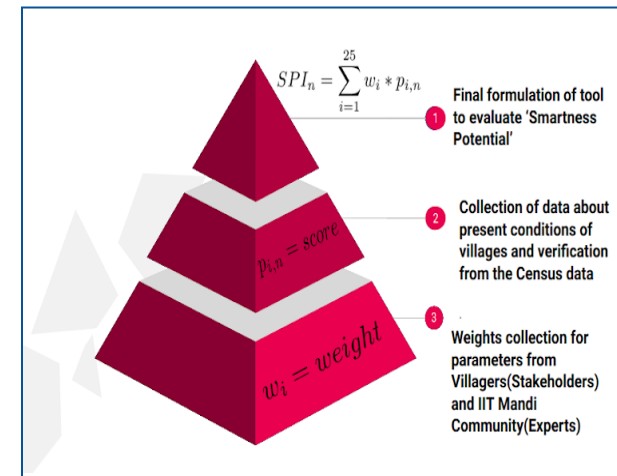 SPI_n = \sum_{i=1}^{25} w_i * p_{i,n}
1
Final formulation of tool
to evaluate ‘Smartness
Potential’
2
Collection of data about
present conditions of
villages and verification
from the Census data
p_{i,n} = score
3
Weights collection for
parameters from
Villagers(Stakeholders)
and IIT Mandi
Community(Experts)
w_i = weight